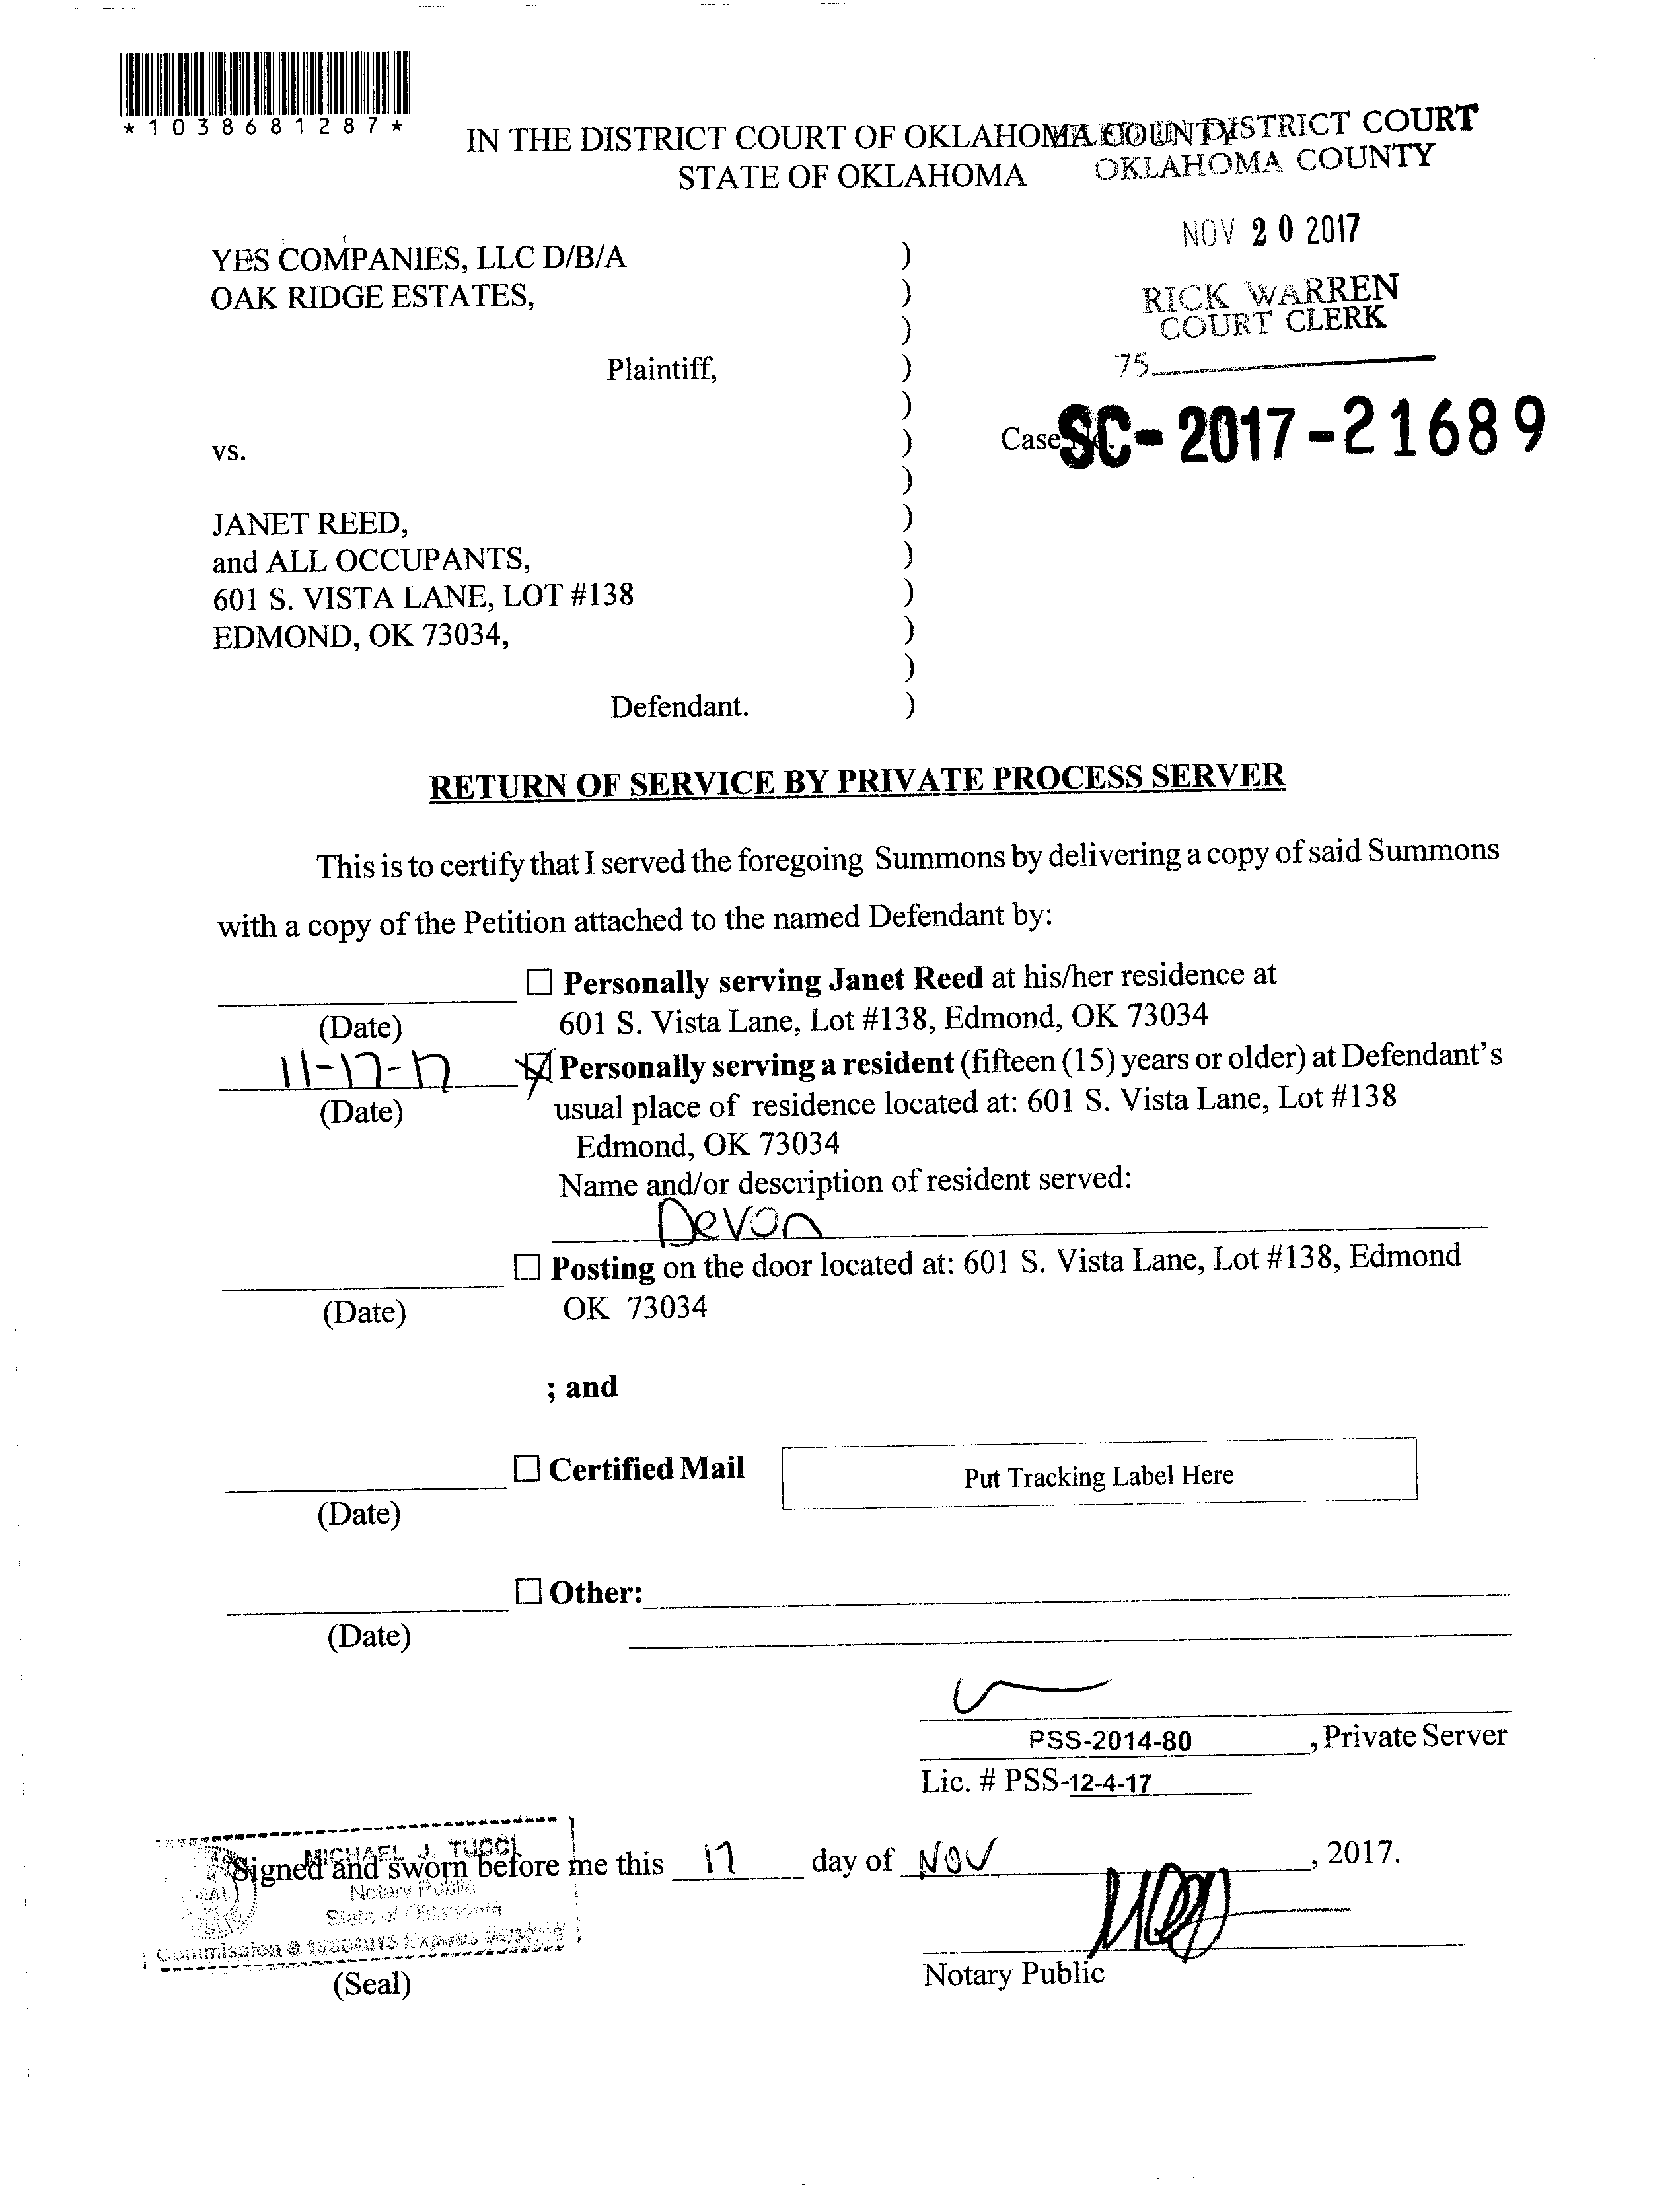 *1038681287*
IN THE DISTRICT COURT OF OKLAHOMA COUNTY
STATE OF OKLAHOMA
DISTRICT COURT
OKLAHOMA COUNTY
NOV 20 2017
RICK WARREN
COURT CLERK
75
YES COMPANIES, LLC D/B/A )
OAK RIDGE ESTATES, )
)
Plaintiff, )
)
vs. )
Case No. SC-2017-21689
)
JANET REED, )
and ALL OCCUPANTS, )
601 S. VISTA LANE, LOT #138 )
EDMOND, OK 73034, )
)
Defendant. )
RETURN OF SERVICE BY PRIVATE PROCESS SERVER
This is to certify that I served the foregoing Summons by delivering a copy of said Summons
with a copy of the Petition attached to the named Defendant by:
☐ Personally serving Janet Reed at his/her residence at
(Date) 601 S. Vista Lane, Lot #138, Edmond, OK 73034
11-17-17 ☑ Personally serving a resident (fifteen (15) years or older) at Defendant's
(Date) usual place of residence located at: 601 S. Vista Lane, Lot #138
Edmond, OK 73034
Name and/or description of resident served:
Devon
☐ Posting on the door located at: 601 S. Vista Lane, Lot #138, Edmond
(Date) OK 73034
; and
☐ Certified Mail Put Tracking Label Here
(Date)
☐ Other:
(Date)
PSS-2014-80, Private Server
Lic. # PSS-12-4-17
MICHAEL J. TUCCI
Signed and sworn before me this 17 day of NOV, 2017.
Notary Public
State of Oklahoma
SEAL
Commission # Expires
(Seal)
Notary Public